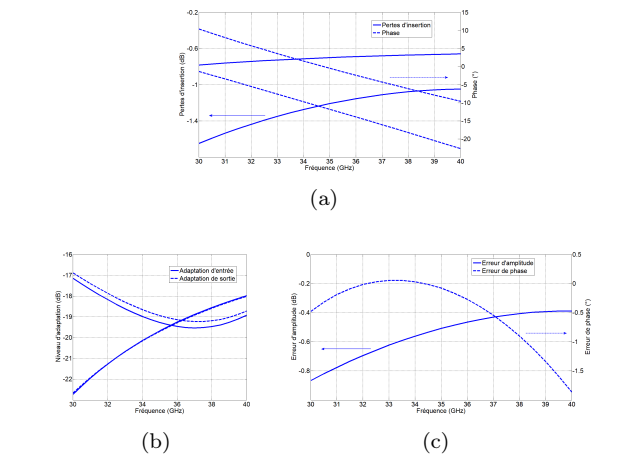 -0.2
-0.6
-1
-1.4
15
10
5
0
-5
-10
-15
-20
30 31 32 33 34 35 36 37 38 39 40
Fréquence (GHz)
Pertes d'insertion (dB)
Phase (°)
Pertes d'insertion
Phase
(a)
-16
-17
-18
-19
-20
-21
-22
30 32 34 36 38 40
Fréquence (GHz)
Niveau d'adaptation (dB)
Adaptation d'entrée
Adaptation de sortie
(b)
0
-0.2
-0.4
-0.6
-0.8
0.5
0
-0.5
-1
-1.5
30 31 32 33 34 35 36 37 38 39 40
Fréquence (GHz)
Erreur d'amplitude (dB)
Erreur de phase (°)
Erreur d'amplitude
Erreur de phase
(c)